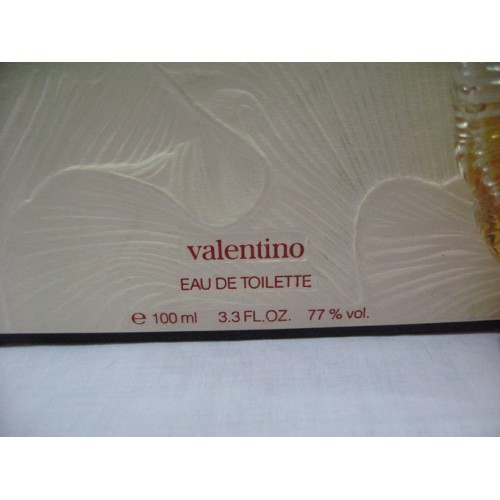 valentino
EAU DE TOILETTE
℮ 100 ml 3.3 FL.OZ. 77 % vol.